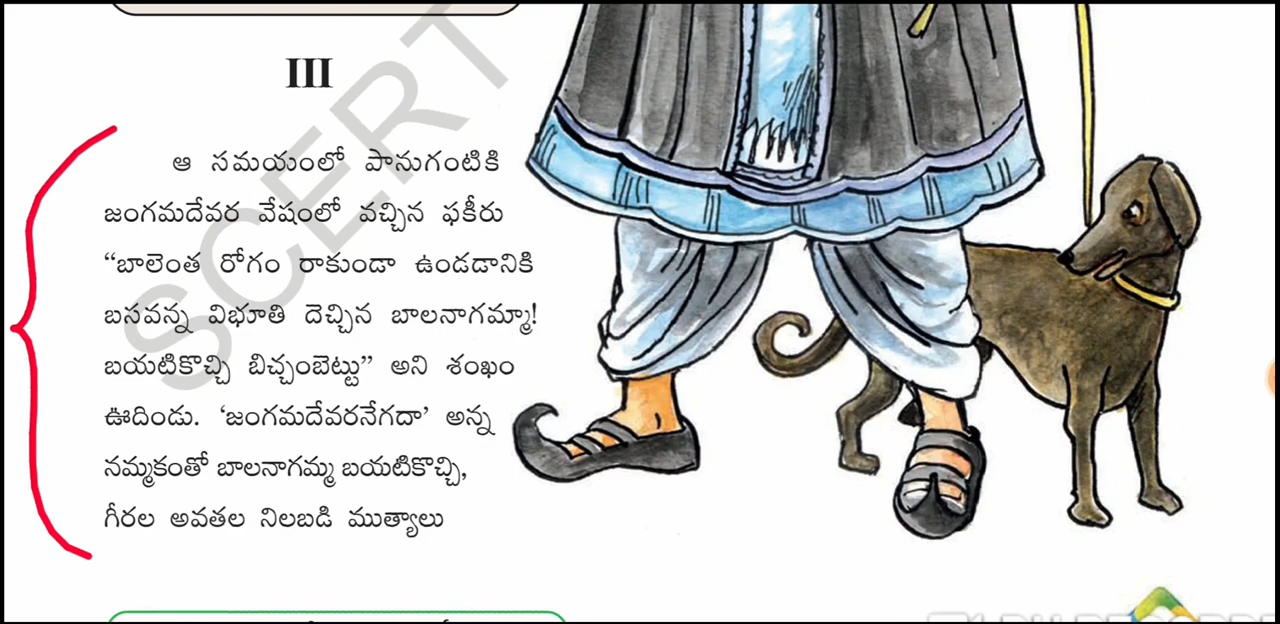 III
ఆ సమయంలో పానుగంటికి
జంగమదేవర వేషంలో వచ్చిన ఫకీరు
“బాలెంత రోగం రాకుండా ఉండడానికి
బసవన్న విభూతి దెచ్చిన బాలనాగమ్మా!
బయటికొచ్చి బిచ్చంబెట్టు” అని శంఖం
ఊదిండు. ‘జంగమదేవరనేగదా’ అన్న
నమ్మకంతో బాలనాగమ్మ బయటికొచ్చి,
గీరల అవతల నిలబడి ముత్యాలు
SCERT